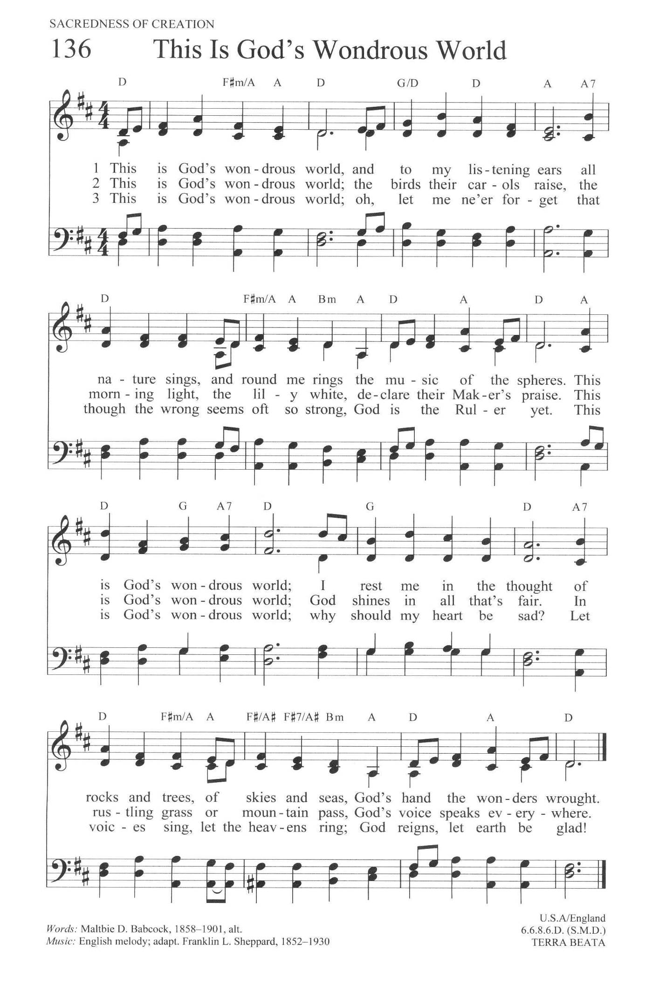 SACREDNESS OF CREATION
136 This Is God's Wondrous World
D F♯m/A A D G/D D A A7
4 4
1 This is God's won - drous world, and to my lis - tening ears all
2 This is God's won - drous world; the birds their car - ols raise, the
3 This is God's won - drous world; oh, let me ne'er for - get that
4 4
D F♯m/A A Bm A D A D A
na - ture sings, and round me rings the mu - sic of the spheres. This
morn - ing light, the lil - y white, de - clare their Mak - er's praise. This
though the wrong seems oft so strong, God is the Rul - er yet. This
D G A7 D G D A7
is God's won - drous world; I rest me in the thought of
is God's won - drous world; God shines in all that's fair. In
is God's won - drous world; why should my heart be sad? Let
D F♯m/A A F♯/A♯ F♯7/A♯ Bm A D A D
rocks and trees, of skies and seas, God's hand the won - ders wrought.
rus - tling grass or moun - tain pass, God's voice speaks ev - ery - where.
voic - es sing, let the heav - ens ring; God reigns, let earth be glad!
Words: Maltbie D. Babcock, 1858–1901, alt.
Music: English melody; adapt. Franklin L. Sheppard, 1852–1930
U.S.A/England
6.6.8.6.D. (S.M.D.)
TERRA BEATA